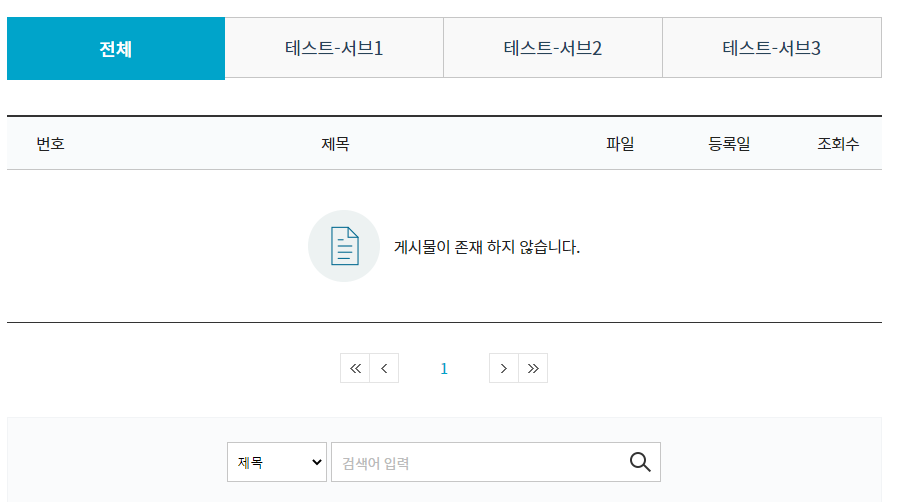 전체 테스트-서브1 테스트-서브2 테스트-서브3
번호 제목 파일 등록일 조회수
게시물이 존재 하지 않습니다.
1
제목 검색어 입력